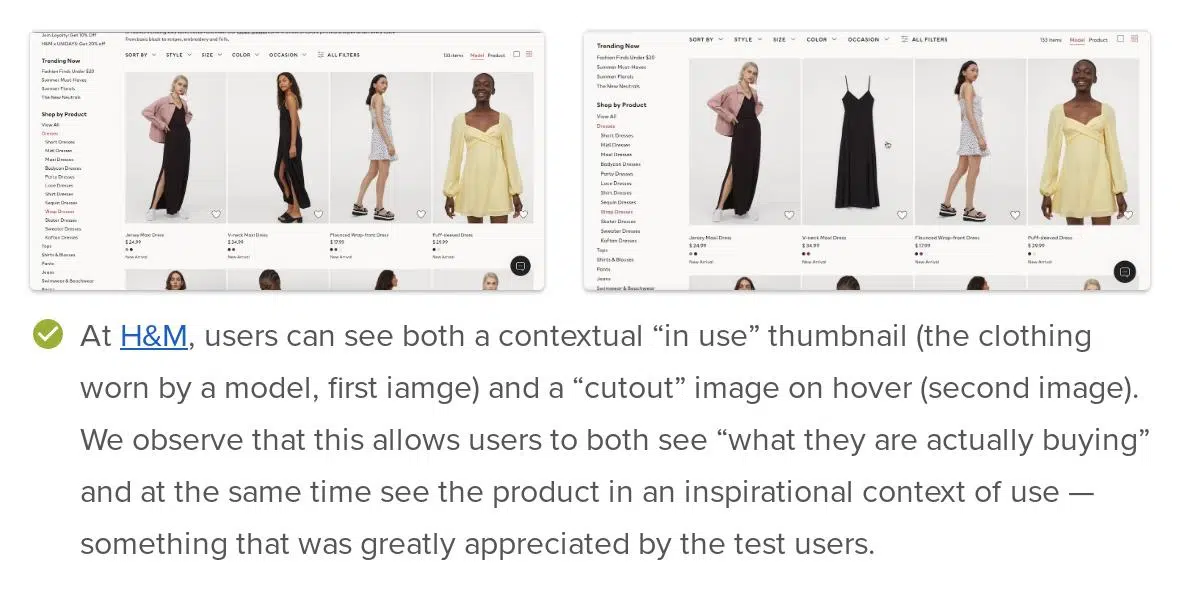 Join Loyalty! Get 10% Off
H&M x UNiDAYS: Get 20% off
Trending Now
Fashion Finds Under $20
Summer Must-Haves
Summer Florals
The New Neutrals
Shop by Product
View All
Dresses
Short Dresses
Midi Dresses
Maxi Dresses
Bodycon Dresses
Party Dresses
Lace Dresses
Shirt Dresses
Sequin Dresses
Wrap Dresses
Skater Dresses
Sweater Dresses
Kaftan Dresses
Tops
Shirts & Blouses
Pants
Jeans
Swimwear & Beachwear
SORT BY STYLE SIZE COLOR OCCASION ALL FILTERS
133 items Model Product
Jersey Maxi Dress
$ 24.99
New Arrival
V-neck Maxi Dress
$ 34.99
New Arrival
Flounced Wrap-front Dress
$ 17.99
New Arrival
Puff-sleeved Dress
$ 29.99
New Arrival
Trending Now
Fashion Finds Under $20
Summer Must-Haves
Summer Florals
The New Neutrals
Shop by Product
View All
Dresses
Short Dresses
Midi Dresses
Maxi Dresses
Bodycon Dresses
Party Dresses
Lace Dresses
Shirt Dresses
Sequin Dresses
Wrap Dresses
Skater Dresses
Sweater Dresses
Kaftan Dresses
Tops
Shirts & Blouses
Pants
Jeans
Swimwear & Beachwear
SORT BY STYLE SIZE COLOR OCCASION ALL FILTERS
133 items Model Product
Jersey Maxi Dress
$ 24.99
New Arrival
V-neck Maxi Dress
$ 34.99
New Arrival
Flounced Wrap-front Dress
$ 17.99
New Arrival
Puff-sleeved Dress
$ 29.99
New Arrival
At H&M, users can see both a contextual “in use” thumbnail (the clothing
worn by a model, first iamge) and a “cutout” image on hover (second image).
We observe that this allows users to both see “what they are actually buying”
and at the same time see the product in an inspirational context of use —
something that was greatly appreciated by the test users.